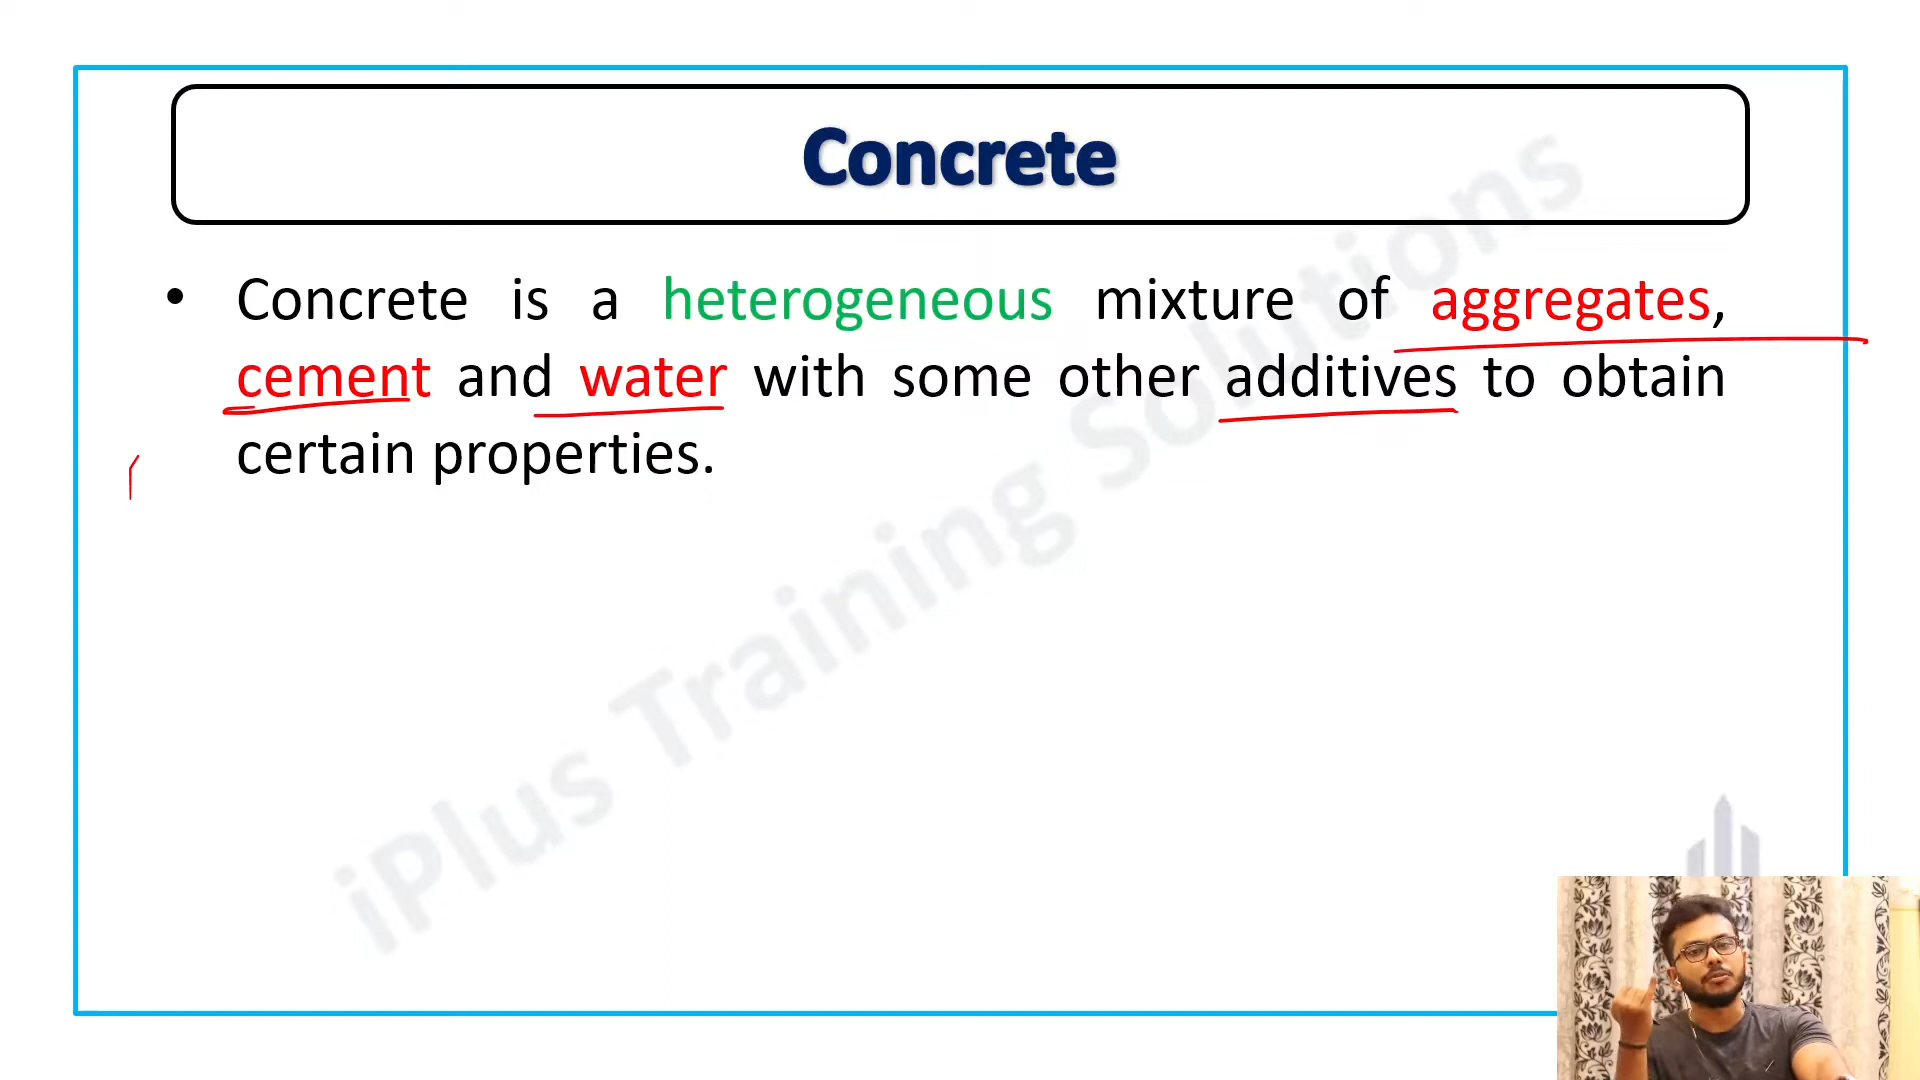 Concrete
• Concrete is a heterogeneous mixture of aggregates,
cement and water with some other additives to obtain
certain properties.
iPlus Training Solutions